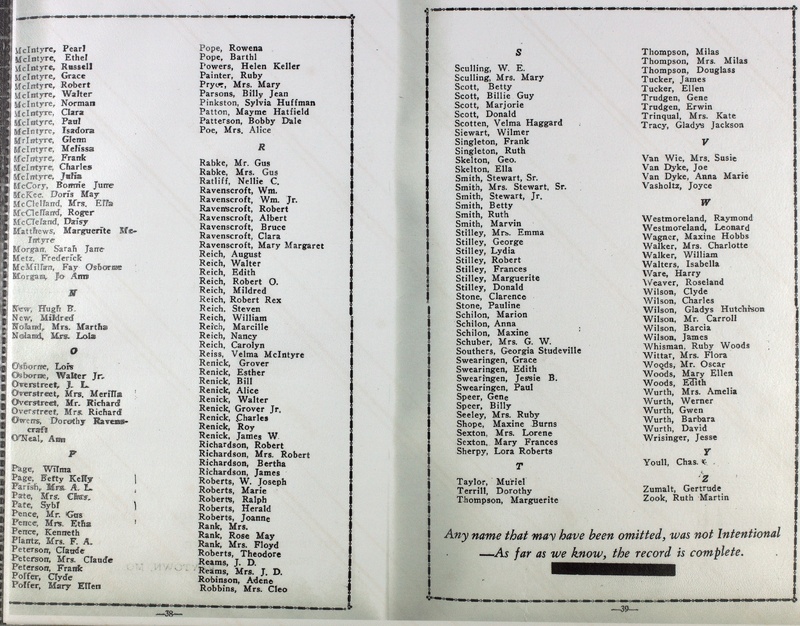 McIntyre, Pearl
McIntyre, Ethel
McIntyre, Russell
McIntyre, Grace
McIntyre, Robert
McIntyre, Walter
McIntyre, Norman
McIntyre, Clara
McIntyre, Paul
McIntyre, Isadora
McIntyre, Glenn
McIntyre, Melissa
McIntyre, Frank
McIntyre, Charles
McIntyre, Julia
McCory, Bonnie June
McKee, Doris May
McClelland, Mrs. Ella
McClelland, Roger
McClelland, Daisy
Matthews, Marguerite Mc-
Intyre
Morgan, Sarah Jane
Metz, Frederick
McMillan, Fay Osborne
Morgan, Jo Ann
N
New, Hugh B.
New, Mildred
Noland, Mrs. Martha
Noland, Mrs. Lola
O
Osborne, Lois
Osborne, Walter Jr.
Overstreet, J. L.
Overstreet, Mrs. Merilla
Overstreet, Mr. Richard
Overstreet, Mrs. Richard
Owens, Dorothy Ravens-
craft
O'Neal, Ann
P
Page, Wilma
Page, Betty Kelly
Parish, Mrs. A. L.
Pate, Mrs. Chas.
Pate, Sybl
Pence, Mr. Gus
Pence, Mrs. Etha
Pence, Kenneth
Plantz, Mrs. F. A.
Peterson, Claude
Peterson, Mrs. Claude
Peterson, Frank
Poffer, Clyde
Poffer, Mary Ellen
Pope, Rowena
Pope, Barthl
Powers, Helen Keller
Painter, Ruby
Pryor, Mrs. Mary
Parsons, Billy Jean
Pinkston, Sylvia Huffman
Patton, Mayme Hatfield
Patterson, Bobby Dale
Poe, Mrs. Alice
R
Rabke, Mr. Gus
Rabke, Mrs. Gus
Ratliff, Nellie C.
Ravenscroft, Wm.
Ravenscroft, Wm. Jr.
Ravenscroft, Robert
Ravenscroft, Albert
Ravenscroft, Bruce
Ravenscroft, Clara
Ravenscroft, Mary Margaret
Reich, August
Reich, Walter
Reich, Edith
Reich, Robert O.
Reich, Mildred
Reich, Robert Rex
Reich, Steven
Reich, William
Reich, Marcille
Reich, Nancy
Reich, Carolyn
Reiss, Velma McIntyre
Renick, Grover
Renick, Esther
Renick, Bill
Renick, Alice
Renick, Walter
Renick, Grover Jr.
Renick, Charles
Renick, Roy
Renick, James W.
Richardson, Robert
Richardson, Mrs. Robert
Richardson, Bertha
Richardson, James
Roberts, W. Joseph
Roberts, Marie
Roberts, Ralph
Roberts, Herald
Roberts, Joanne
Rank, Mrs.
Rank, Rose May
Rank, Mrs. Floyd
Roberts, Theodore
Reams, J. D.
Reams, Mrs. J. D.
Robinson, Adene
Robbins, Mrs. Cleo
—38—
S
Sculling, W. E.
Sculling, Mrs. Mary
Scott, Betty
Scott, Billie Guy
Scott, Marjorie
Scott, Donald
Scotten, Velma Haggard
Siewart, Wilmer
Singleton, Frank
Singleton, Ruth
Skelton, Geo.
Skelton, Ella
Smith, Stewart, Sr.
Smith, Mrs. Stewart, Sr.
Smith, Stewart, Jr.
Smith, Betty
Smith, Ruth
Smith, Marvin
Stilley, Mrs. Emma
Stilley, George
Stilley, Lydia
Stilley, Robert
Stilley, Frances
Stilley, Marguerite
Stilley, Donald
Stone, Clarence
Stone, Pauline
Schilon, Marion
Schilon, Anna
Schilon, Maxine
Schuber, Mrs. G. W.
Southers, Georgia Studeville
Swearingen, Grace
Swearingen, Edith
Swearingen, Jessie B.
Swearingen, Paul
Speer, Gene
Speer, Billy
Seeley, Mrs. Ruby
Shope, Maxine Burns
Sexton, Mrs. Lorene
Sexton, Mary Frances
Sherpy, Lora Roberts
T
Taylor, Muriel
Terrill, Dorothy
Thompson, Marguerite
Thompson, Milas
Thompson, Mrs. Milas
Thompson, Douglass
Tucker, James
Tucker, Ellen
Trudgen, Gene
Trudgen, Erwin
Trinqual, Mrs. Kate
Tracy, Gladys Jackson
V
Van Wie, Mrs. Susie
Van Dyke, Joe
Van Dyke, Anna Marie
Vasholtz, Joyce
W
Westmoreland, Raymond
Westmoreland, Leonard
Wagner, Maxine Hobbs
Walker, Mrs. Charlotte
Walker, William
Walters, Isabella
Ware, Harry
Weaver, Roseland
Wilson, Clyde
Wilson, Charles
Wilson, Gladys Hutchison
Wilson, Mr. Carroll
Wilson, Barcia
Wilson, James
Whisman, Ruby Woods
Wittar, Mrs. Flora
Woods, Mr. Oscar
Woods, Mary Ellen
Woods, Edith
Wurth, Mrs. Amelia
Wurth, Werner
Wurth, Gwen
Wurth, Barbara
Wurth, David
Wrisinger, Jesse
Y
Youll, Chas.
Z
Zumalt, Gertrude
Zook, Ruth Martin
Any name that may have been omitted, was not Intentional
—As far as we know, the record is complete.
—39—